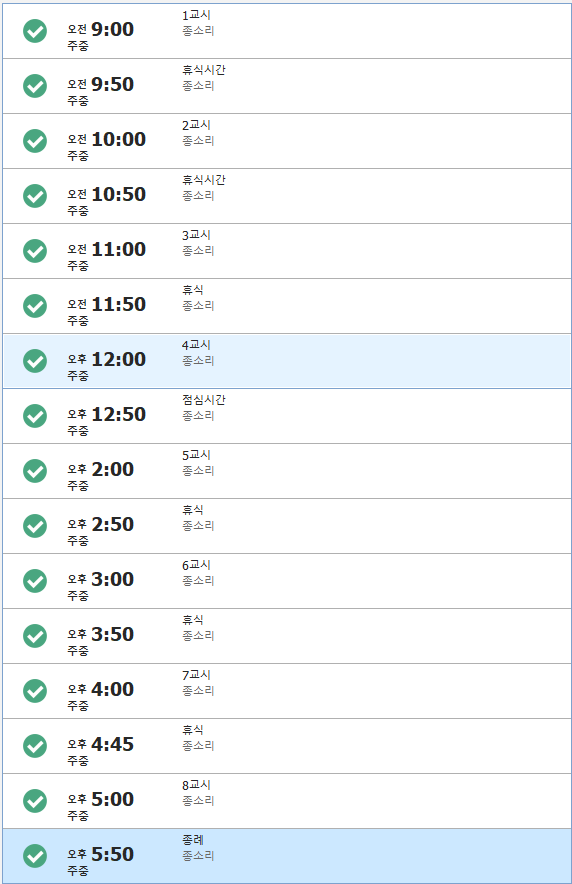 오전 9:00
주중
1교시
종소리
오전 9:50
주중
휴식시간
종소리
오전 10:00
주중
2교시
종소리
오전 10:50
주중
휴식시간
종소리
오전 11:00
주중
3교시
종소리
오전 11:50
주중
휴식
종소리
오후 12:00
주중
4교시
종소리
오후 12:50
주중
점심시간
종소리
오후 2:00
주중
5교시
종소리
오후 2:50
주중
휴식
종소리
오후 3:00
주중
6교시
종소리
오후 3:50
주중
휴식
종소리
오후 4:00
주중
7교시
종소리
오후 4:45
주중
휴식
종소리
오후 5:00
주중
8교시
종소리
오후 5:50
주중
종례
종소리